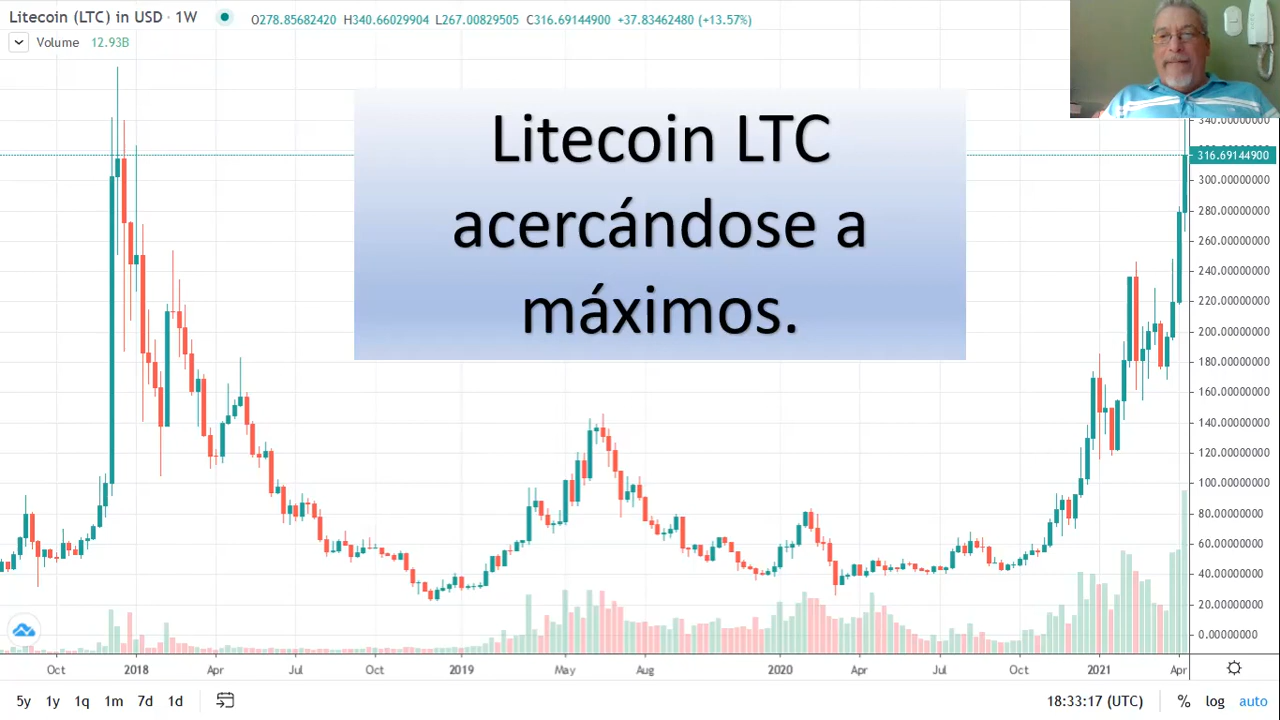 Litecoin (LTC) in USD · 1W O278.85682420 H340.66029904 L267.00829505 C316.69144900 +37.83462480 (+13.57%)
Volume 12.93B
Litecoin LTC
acercándose a
máximos.
340.00000000
316.69144900
300.00000000
280.00000000
260.00000000
240.00000000
220.00000000
200.00000000
180.00000000
160.00000000
140.00000000
120.00000000
100.00000000
80.00000000
60.00000000
40.00000000
20.00000000
0.00000000
Oct 2018 Apr Jul Oct 2019 May Aug 2020 Apr Jul Oct 2021 Apr
5y 1y 1q 1m 7d 1d 18:33:17 (UTC) % log auto